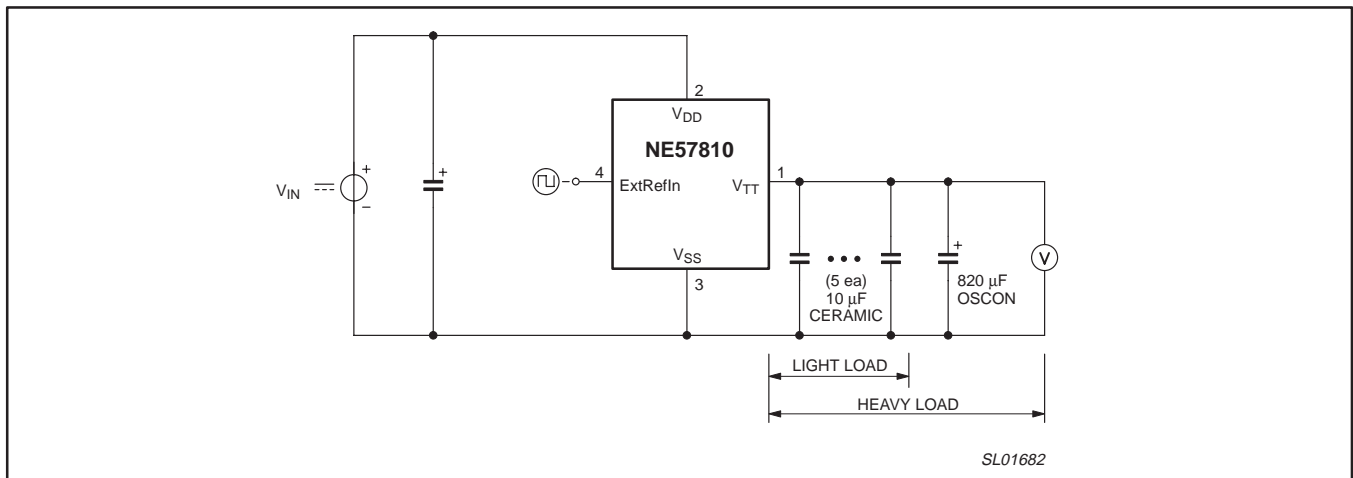 2
VDD
NE57810
4
ExtRefIn
VTT
1
VIN
+
–
+
VSS
3
(5 ea)
10 µF
CERAMIC
+
820 µF
OSCON
V
LIGHT LOAD
HEAVY LOAD
SL01682